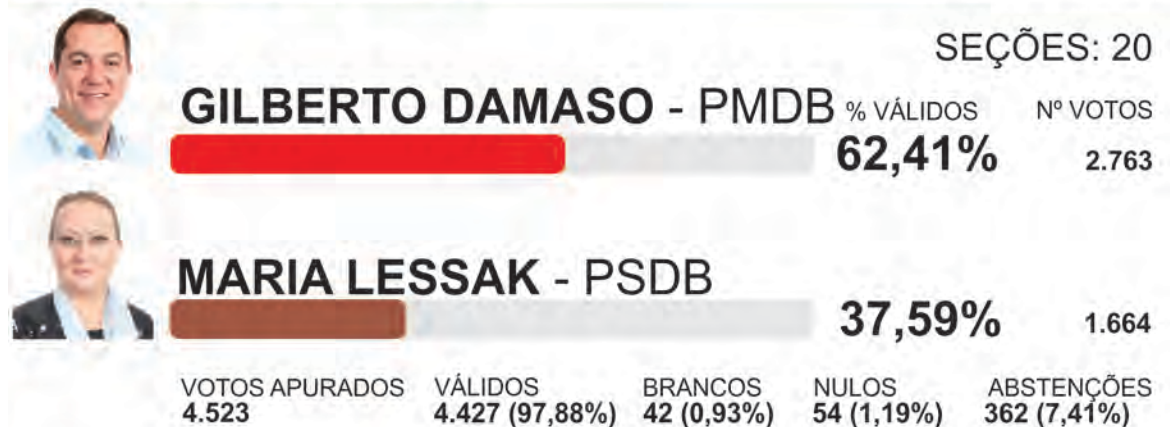 SEÇÕES: 20
GILBERTO DAMASO - PMDB % VÁLIDOS Nº VOTOS
62,41% 2.763
MARIA LESSAK - PSDB
37,59% 1.664
VOTOS APURADOS VÁLIDOS BRANCOS NULOS ABSTENÇÕES
4.523 4.427 (97,88%) 42 (0,93%) 54 (1,19%) 362 (7,41%)